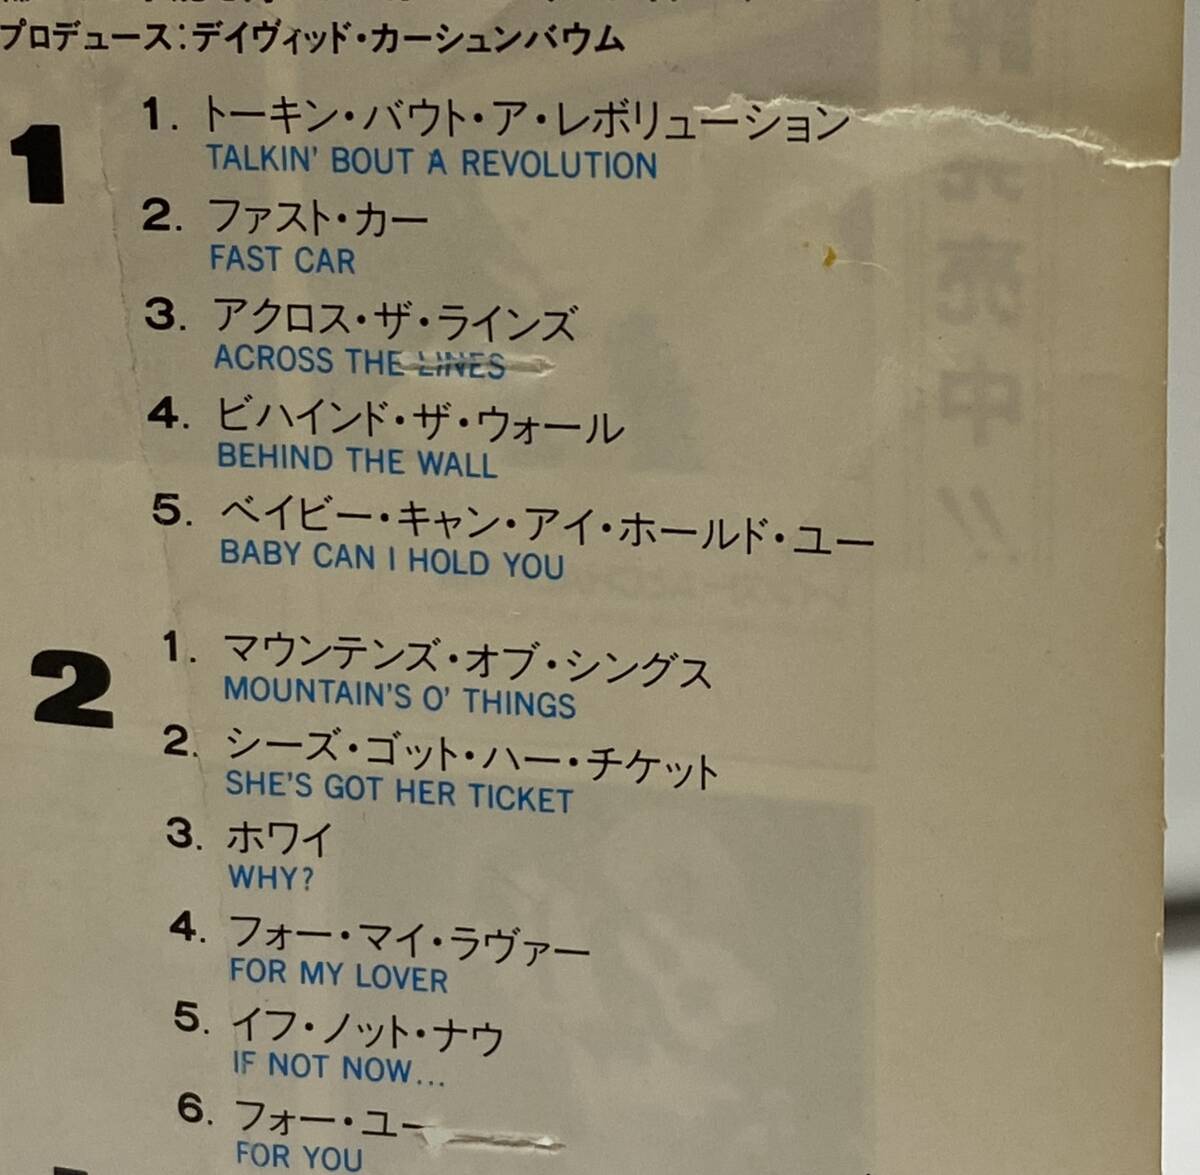 プロデュース:デイヴィッド・カーシュンバウム
1
1. トーキン・バウト・ア・レボリューション
TALKIN' BOUT A REVOLUTION
2. ファスト・カー
FAST CAR
3. アクロス・ザ・ラインズ
ACROSS THE LINES
4. ビハインド・ザ・ウォール
BEHIND THE WALL
5. ベイビー・キャン・アイ・ホールド・ユー
BABY CAN I HOLD YOU
2
1. マウンテンズ・オブ・シングス
MOUNTAIN'S O' THINGS
2. シーズ・ゴット・ハー・チケット
SHE'S GOT HER TICKET
3. ホワイ
WHY?
4. フォー・マイ・ラヴァー
FOR MY LOVER
5. イフ・ノット・ナウ
IF NOT NOW...
6. フォー・ユー
FOR YOU